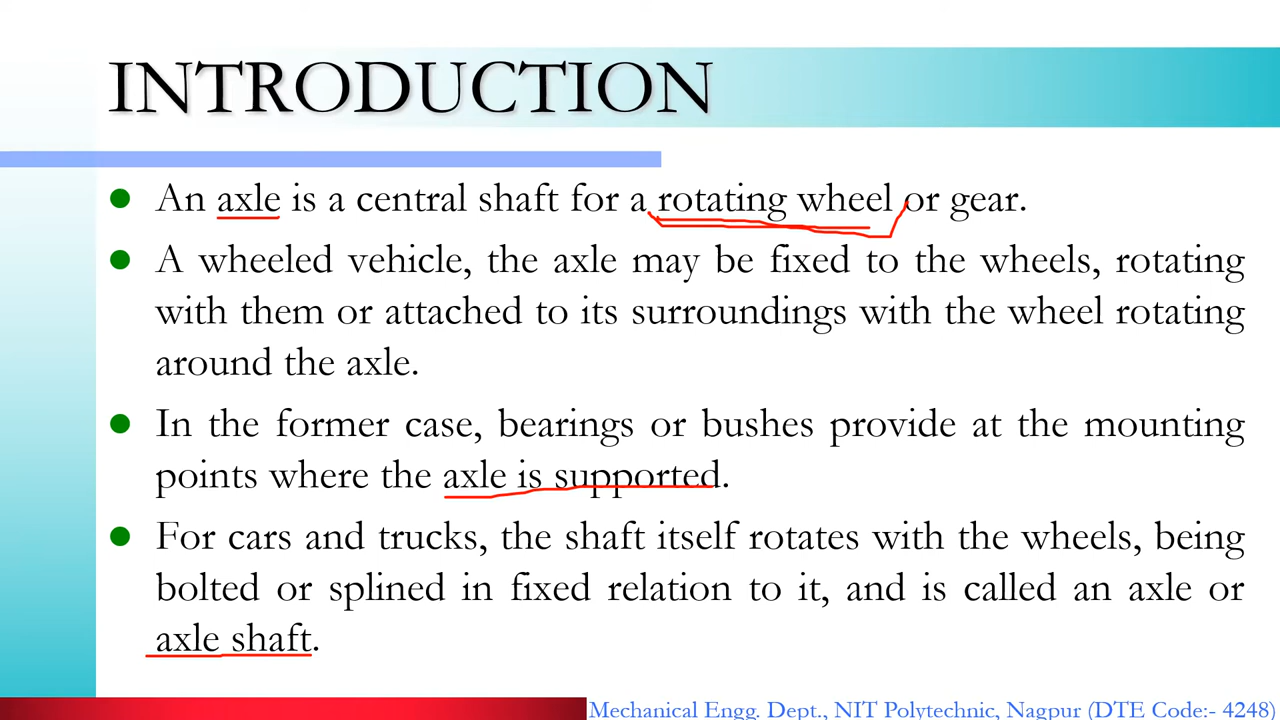 INTRODUCTION
An axle is a central shaft for a rotating wheel or gear.
A wheeled vehicle, the axle may be fixed to the wheels, rotating
with them or attached to its surroundings with the wheel rotating
around the axle.
In the former case, bearings or bushes provide at the mounting
points where the axle is supported.
For cars and trucks, the shaft itself rotates with the wheels, being
bolted or splined in fixed relation to it, and is called an axle or
axle shaft.
Mechanical Engg. Dept., NIT Polytechnic, Nagpur (DTE Code:- 4248)